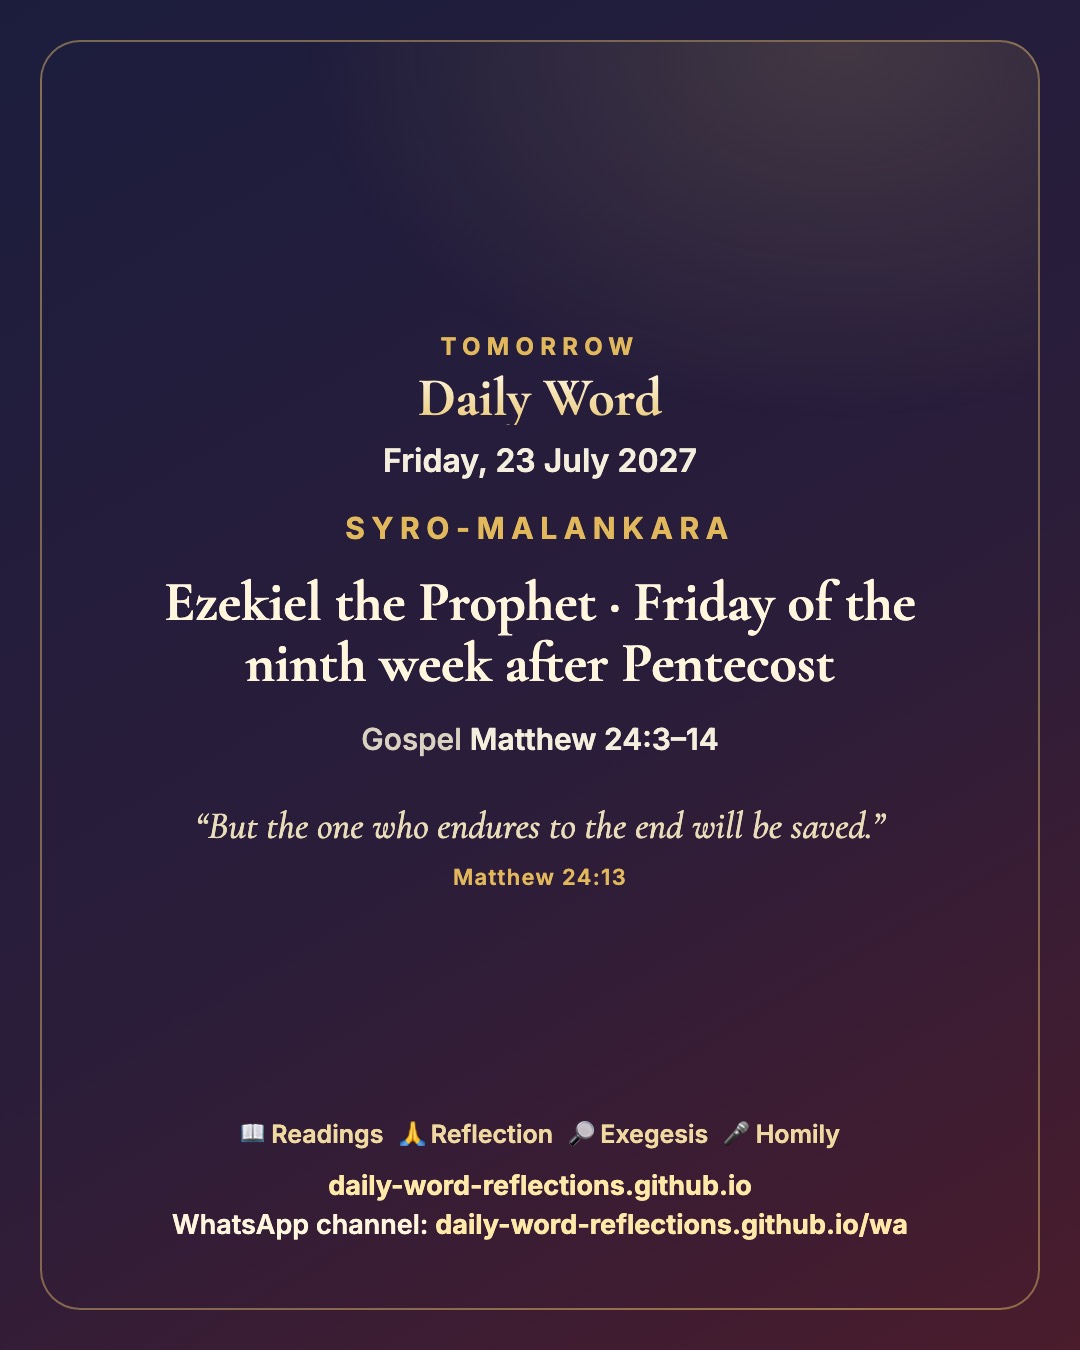 TOMORROW
Daily Word
Friday, 23 July 2027
SYRO-MALANKARA
Ezekiel the Prophet · Friday of the
ninth week after Pentecost
Gospel Matthew 24:3–14
“But the one who endures to the end will be saved.”
Matthew 24:13
📖 Readings 🙏 Reflection 🔎 Exegesis 🎤 Homily
daily-word-reflections.github.io
WhatsApp channel: daily-word-reflections.github.io/wa